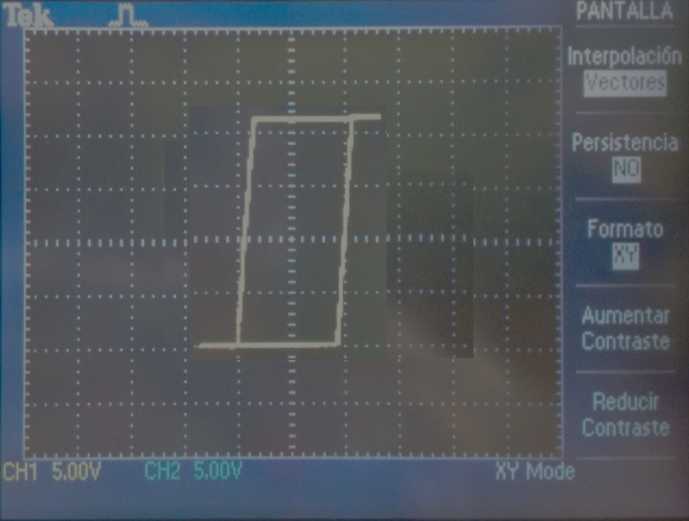 Tek
PANTALLA
Interpolación
Vectores
Persistencia
NO
Formato
XY
Aumentar
Contraste
Reducir
Contraste
CH1 5.00V CH2 5.00V XY Mode